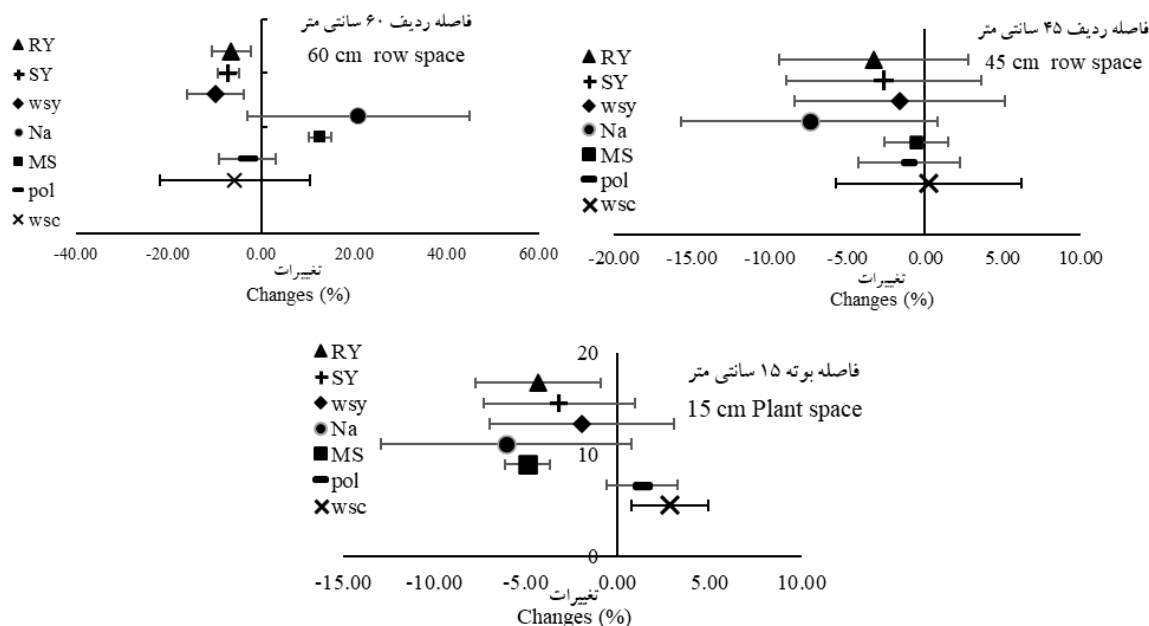 فاصله ردیف ۶۰ سانتی متر
60 cm row space
RY
SY
wsy
Na
MS
pol
wsc
-40.00 -20.00 0.00 20.00 40.00 60.00
تغییرات
Changes (%)
فاصله ردیف ۴۵ سانتی متر
45 cm row space
RY
SY
wsy
Na
MS
pol
wsc
-20.00 -15.00 -10.00 -5.00 0.00 5.00 10.00
تغییرات
Changes (%)
فاصله بوته ۱۵ سانتی متر
15 cm Plant space
RY
SY
wsy
Na
MS
pol
wsc
20
10
0
-15.00 -10.00 -5.00 0.00 5.00 10.00
تغییرات
Changes (%)